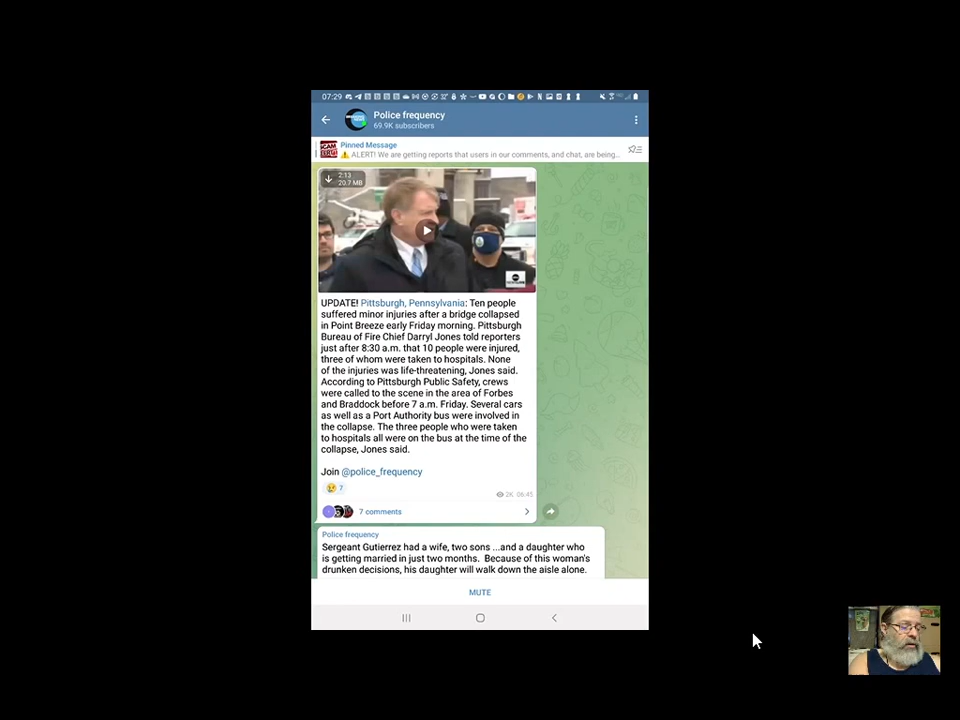 07:29
Police frequency
69.9K subscribers
Pinned Message
ALERT! We are getting reports that users in our comments, and chat, are being...
2:13
20.7 MB
UPDATE! Pittsburgh, Pennsylvania: Ten people
suffered minor injuries after a bridge collapsed
in Point Breeze early Friday morning. Pittsburgh
Bureau of Fire Chief Darryl Jones told reporters
just after 8:30 a.m. that 10 people were injured,
three of whom were taken to hospitals. None
of the injuries was life-threatening, Jones said.
According to Pittsburgh Public Safety, crews
were called to the scene in the area of Forbes
and Braddock before 7 a.m. Friday. Several cars
as well as a Port Authority bus were involved in
the collapse. The three people who were taken
to hospitals all were on the bus at the time of the
collapse, Jones said.
Join @police_frequency
7
2K 06:45
7 comments
Police frequency
Sergeant Gutierrez had a wife, two sons ...and a daughter who
is getting married in just two months. Because of this woman's
drunken decisions, his daughter will walk down the aisle alone.
MUTE